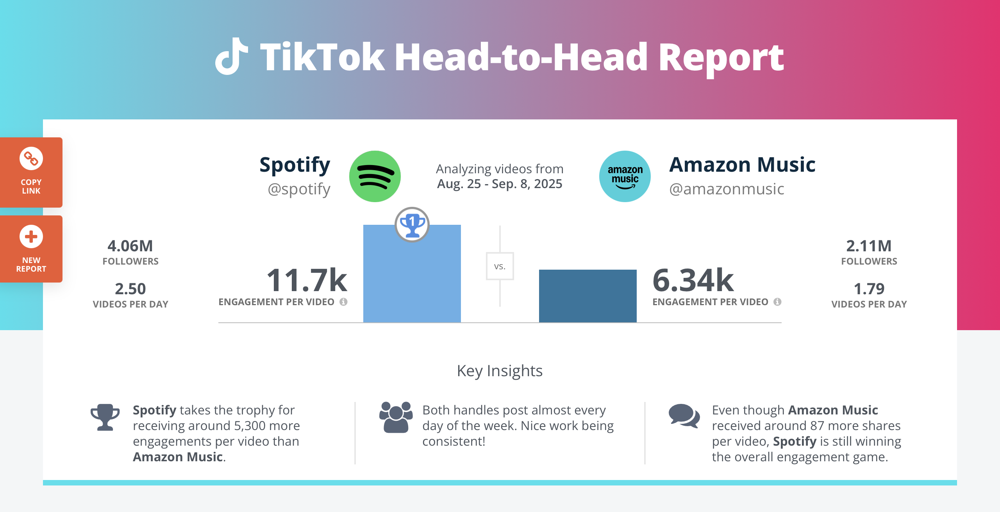 TikTok Head-to-Head Report
COPY
LINK
NEW
REPORT
Spotify
@spotify
Analyzing videos from
Aug. 25 - Sep. 8, 2025
amazon
music
Amazon Music
@amazonmusic
4.06M
FOLLOWERS
2.50
VIDEOS PER DAY
11.7k
ENGAGEMENT PER VIDEO
1
vs.
6.34k
ENGAGEMENT PER VIDEO
2.11M
FOLLOWERS
1.79
VIDEOS PER DAY
Key Insights
Spotify takes the trophy for
receiving around 5,300 more
engagements per video than
Amazon Music.
Both handles post almost every
day of the week. Nice work being
consistent!
Even though Amazon Music
received around 87 more shares
per video, Spotify is still winning
the overall engagement game.